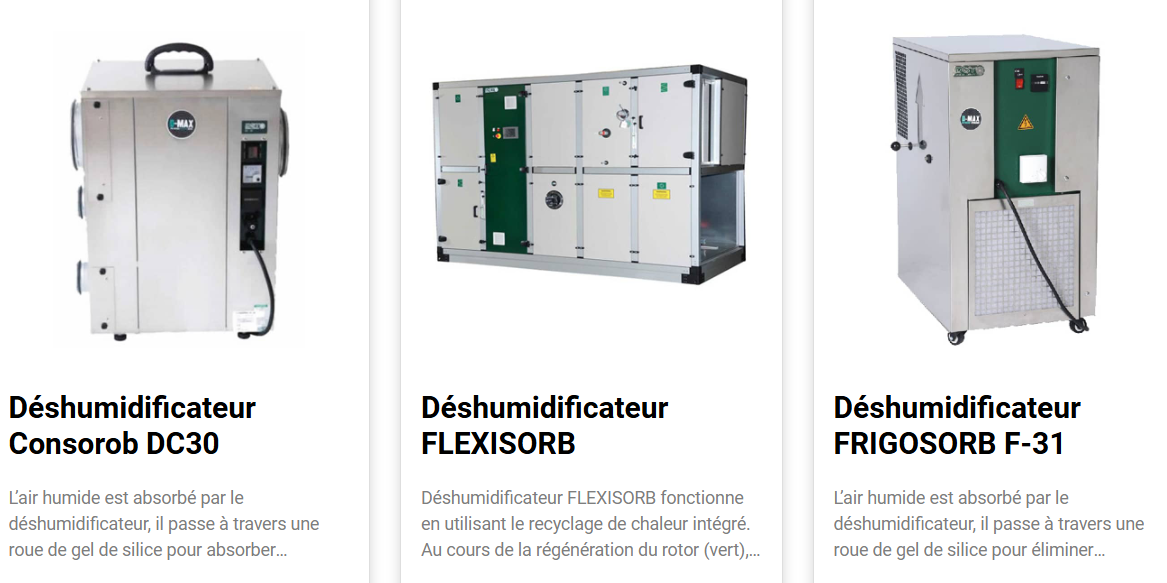 Déshumidificateur
Consorob DC30
L'air humide est absorbé par le
déshumidificateur, il passe à travers une
roue de gel de silice pour absorber…
Déshumidificateur
FLEXISORB
Déshumidificateur FLEXISORB fonctionne
en utilisant le recyclage de chaleur intégré.
Au cours de la régénération du rotor (vert),…
Déshumidificateur
FRIGOSORB F-31
L'air humide est absorbé par le
déshumidificateur, il passe à travers une
roue de gel de silice pour éliminer…